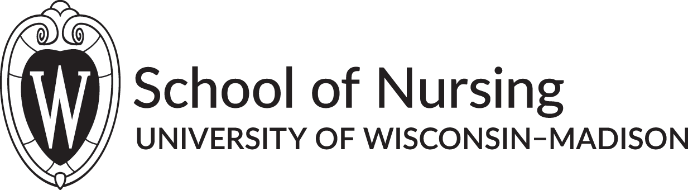 W
School of Nursing
UNIVERSITY OF WISCONSIN–MADISON